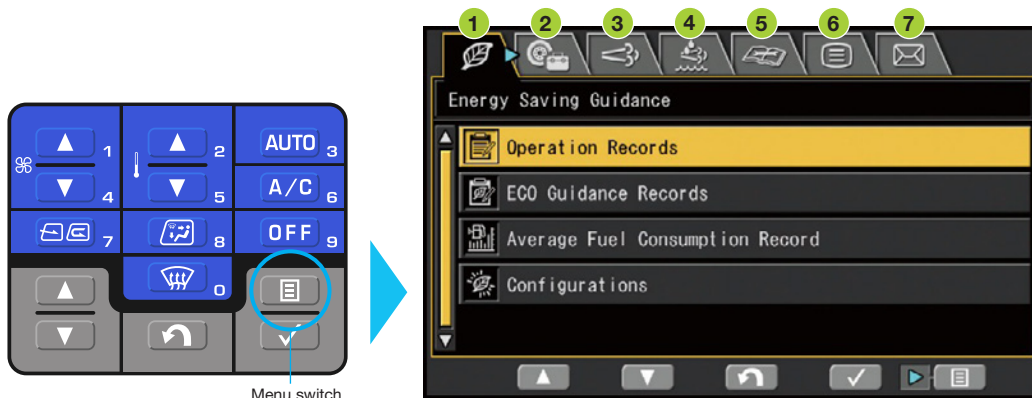 1 2 3 4 5 6 7
Energy Saving Guidance
Operation Records
ECO Guidance Records
Average Fuel Consumption Record
Configurations
1 2 AUTO 3
4 5 A/C 6
7 8 OFF 9
0
Menu switch